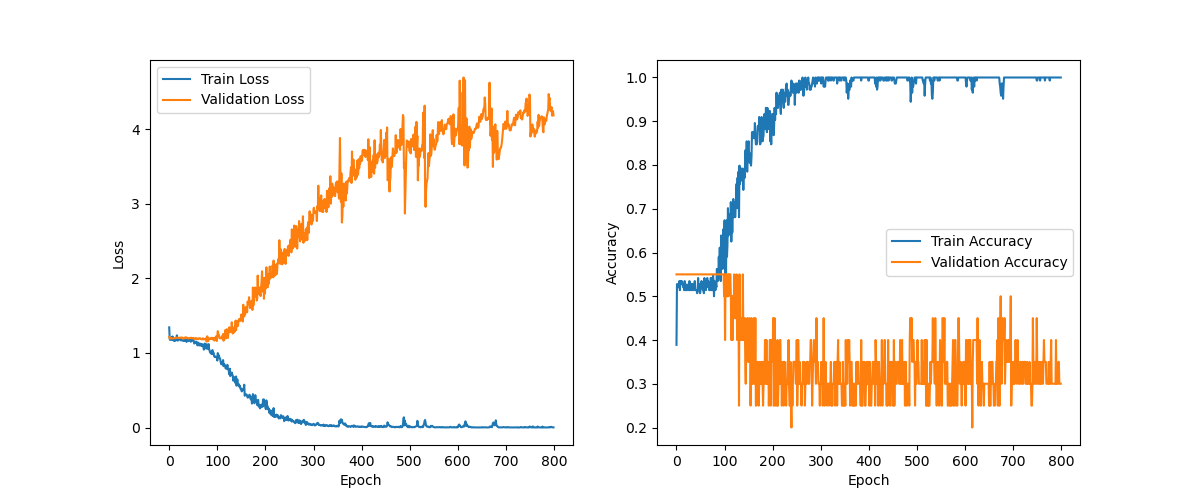 Train Loss
Validation Loss
4
3
2
1
0
Loss
0 100 200 300 400 500 600 700 800
Epoch
1.0
0.9
0.8
0.7
0.6
0.5
0.4
0.3
0.2
Accuracy
Train Accuracy
Validation Accuracy
0 100 200 300 400 500 600 700 800
Epoch